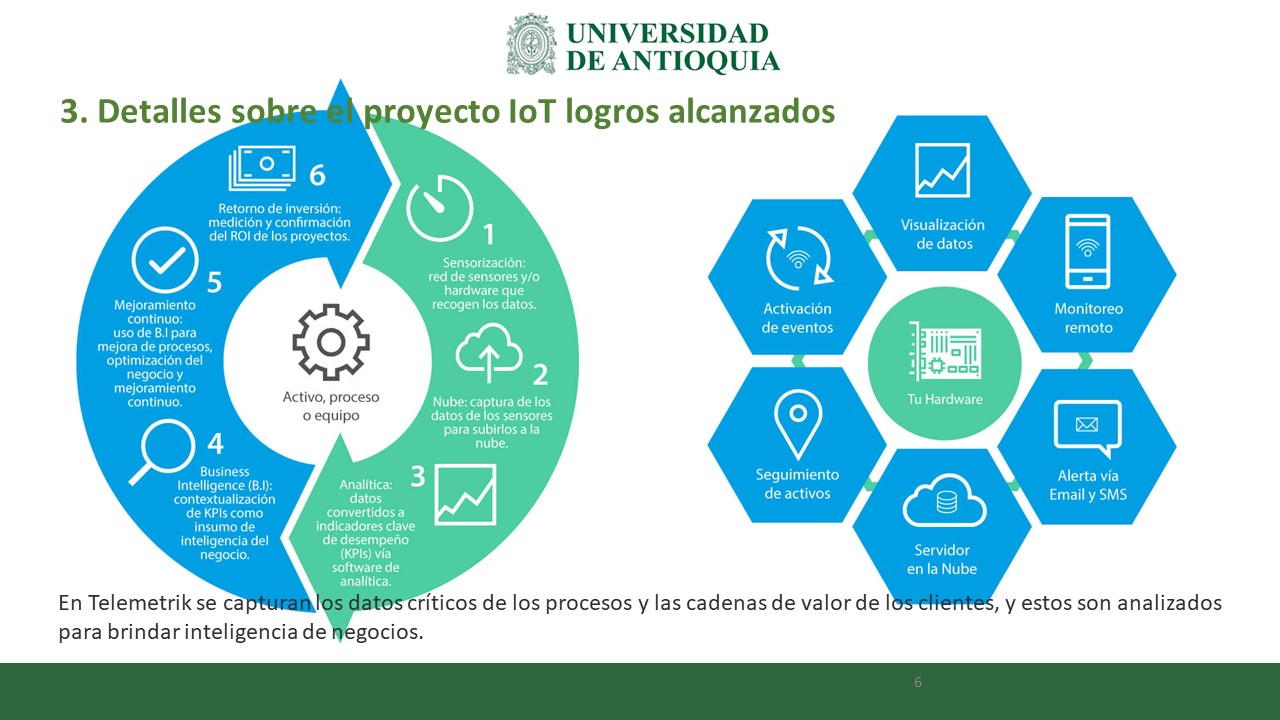 UNIVERSIDAD
DE ANTIOQUIA
3. Detalles sobre el proyecto IoT logros alcanzados
6
Retorno de inversión:
medición y confirmación
del ROI de los proyectos.
1
Sensorización:
red de sensores y/o
hardware que
recogen los datos.
2
Nube: captura de los
datos de los sensores
para subirlos a la
nube.
3
Analítica:
datos
convertidos a
indicadores clave
de desempeño
(KPIs) vía
software de
analítica.
4
Business
Intelligence (B.I):
contextualización
de KPIs como
insumo de
inteligencia del
negocio.
5
Mejoramiento
continuo:
uso de B.I para
mejora de procesos,
optimización del
negocio y
mejoramiento
continuo.
Activo, proceso
o equipo
Visualización
de datos
Monitoreo
remoto
Alerta vía
Email y SMS
Servidor
en la Nube
Seguimiento
de activos
Activación
de eventos
Tu Hardware
En Telemetrik se capturan los datos críticos de los procesos y las cadenas de valor de los clientes, y estos son analizados
para brindar inteligencia de negocios.
6